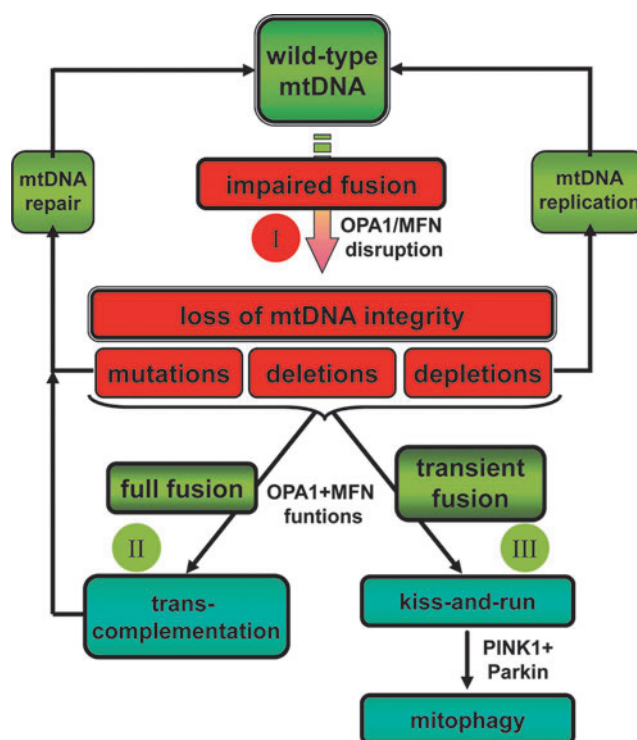 wild-type
mtDNA
impaired fusion
mtDNA
repair
mtDNA
replication
I
OPA1/MFN
disruption
loss of mtDNA integrity
mutations
deletions
depletions
full fusion
OPA1+MFN
funtions
transient
fusion
II
III
trans-
complementation
kiss-and-run
PINK1+
Parkin
mitophagy